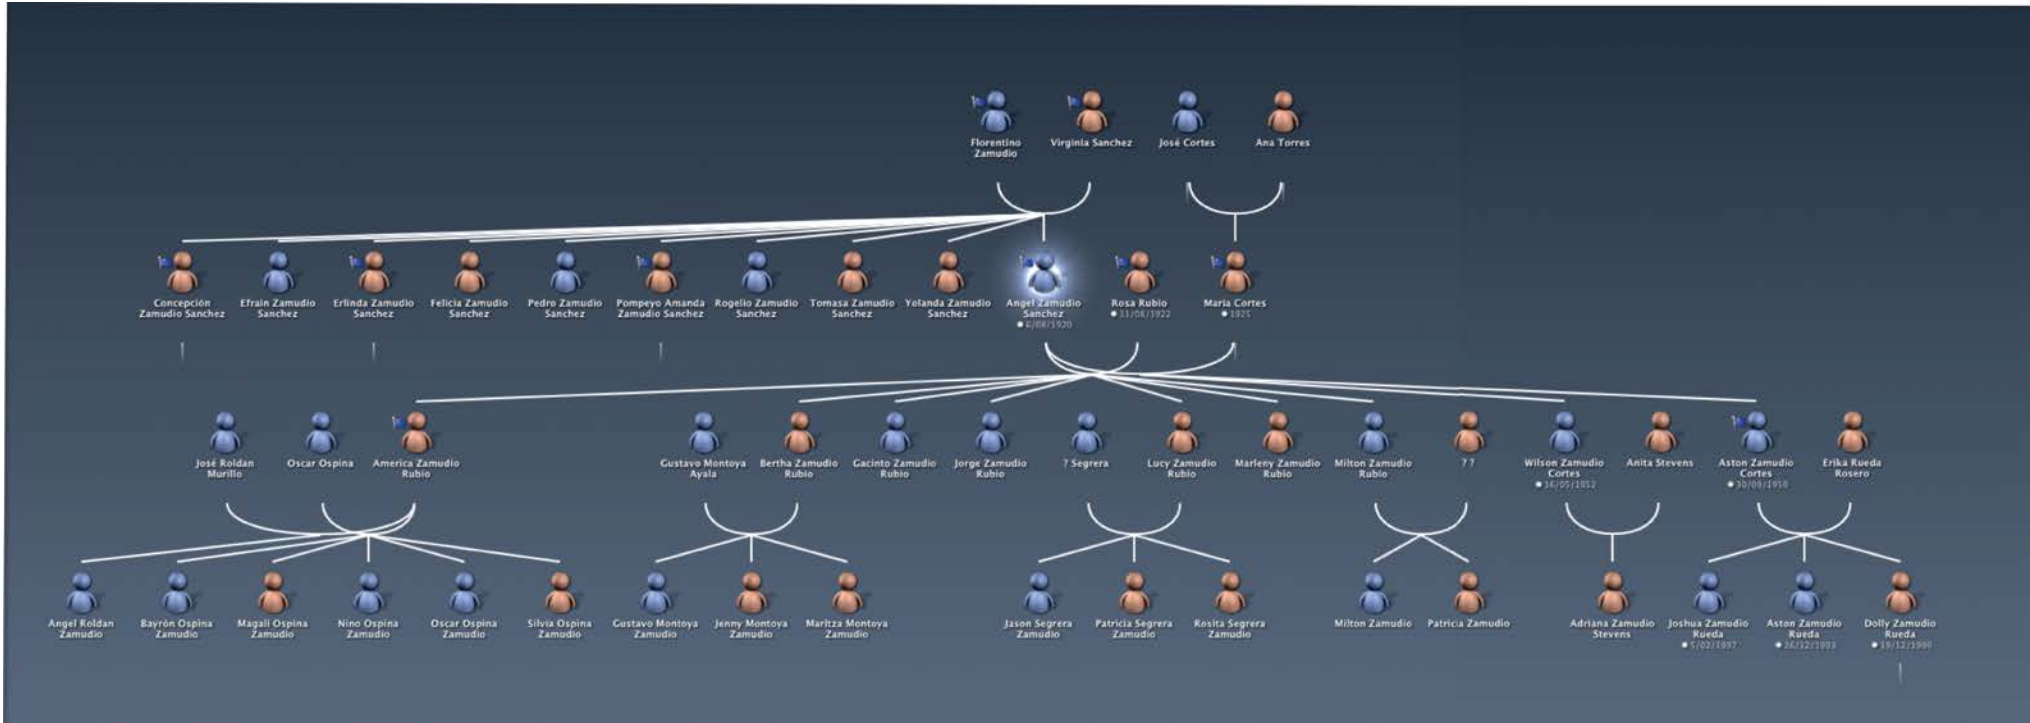 Florentino
Zamudio
Virginia Sanchez
José Cortes
Ana Torres
Concepción
Zamudio Sanchez
Efrain Zamudio
Sanchez
Erlinda Zamudio
Sanchez
Felicia Zamudio
Sanchez
Pedro Zamudio
Sanchez
Pompeyo Amanda
Zamudio Sanchez
Rogelio Zamudio
Sanchez
Tomasa Zamudio
Sanchez
Yolanda Zamudio
Sanchez
Angel Zamudio
Sanchez
Rosa Rubio
Maria Cortes
1925
José Roldan
Murillo
Oscar Ospina
America Zamudio
Rubio
Gustavo Montoya
Ayala
Bertha Zamudio
Rubio
Gacinto Zamudio
Rubio
Jorge Zamudio
Rubio
? Segrera
Lucy Zamudio
Rubio
Marleny Zamudio
Rubio
Milton Zamudio
Rubio
? ?
Wilson Zamudio
Cortes
16/05/1952
Anita Stevens
Aston Zamudio
Cortes
Erika Rueda
Rosero
Angel Roldan
Zamudio
Bayrón Ospina
Zamudio
Magali Ospina
Zamudio
Nino Ospina
Zamudio
Oscar Ospina
Zamudio
Silvia Ospina
Zamudio
Gustavo Montoya
Zamudio
Jenny Montoya
Zamudio
Maritza Montoya
Zamudio
Jason Segrera
Zamudio
Patricia Segrera
Zamudio
Rosita Segrera
Zamudio
Milton Zamudio
Patricia Zamudio
Adriana Zamudio
Stevens
Joshua Zamudio
Rueda
5/02/1997
Aston Zamudio
Rueda
Dolly Zamudio
Rueda